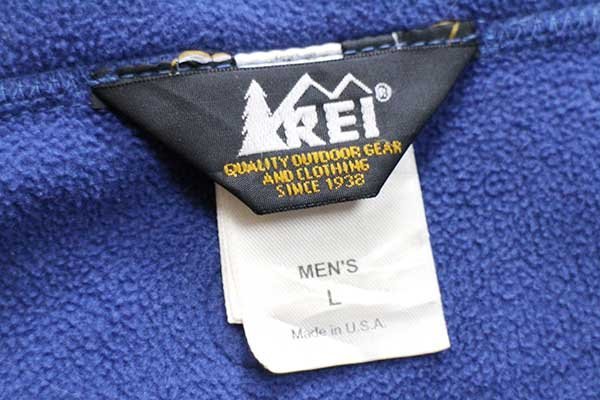 REI®
QUALITY OUTDOOR GEAR
AND CLOTHING
SINCE 1938
MEN'S
L
Made in U.S.A.